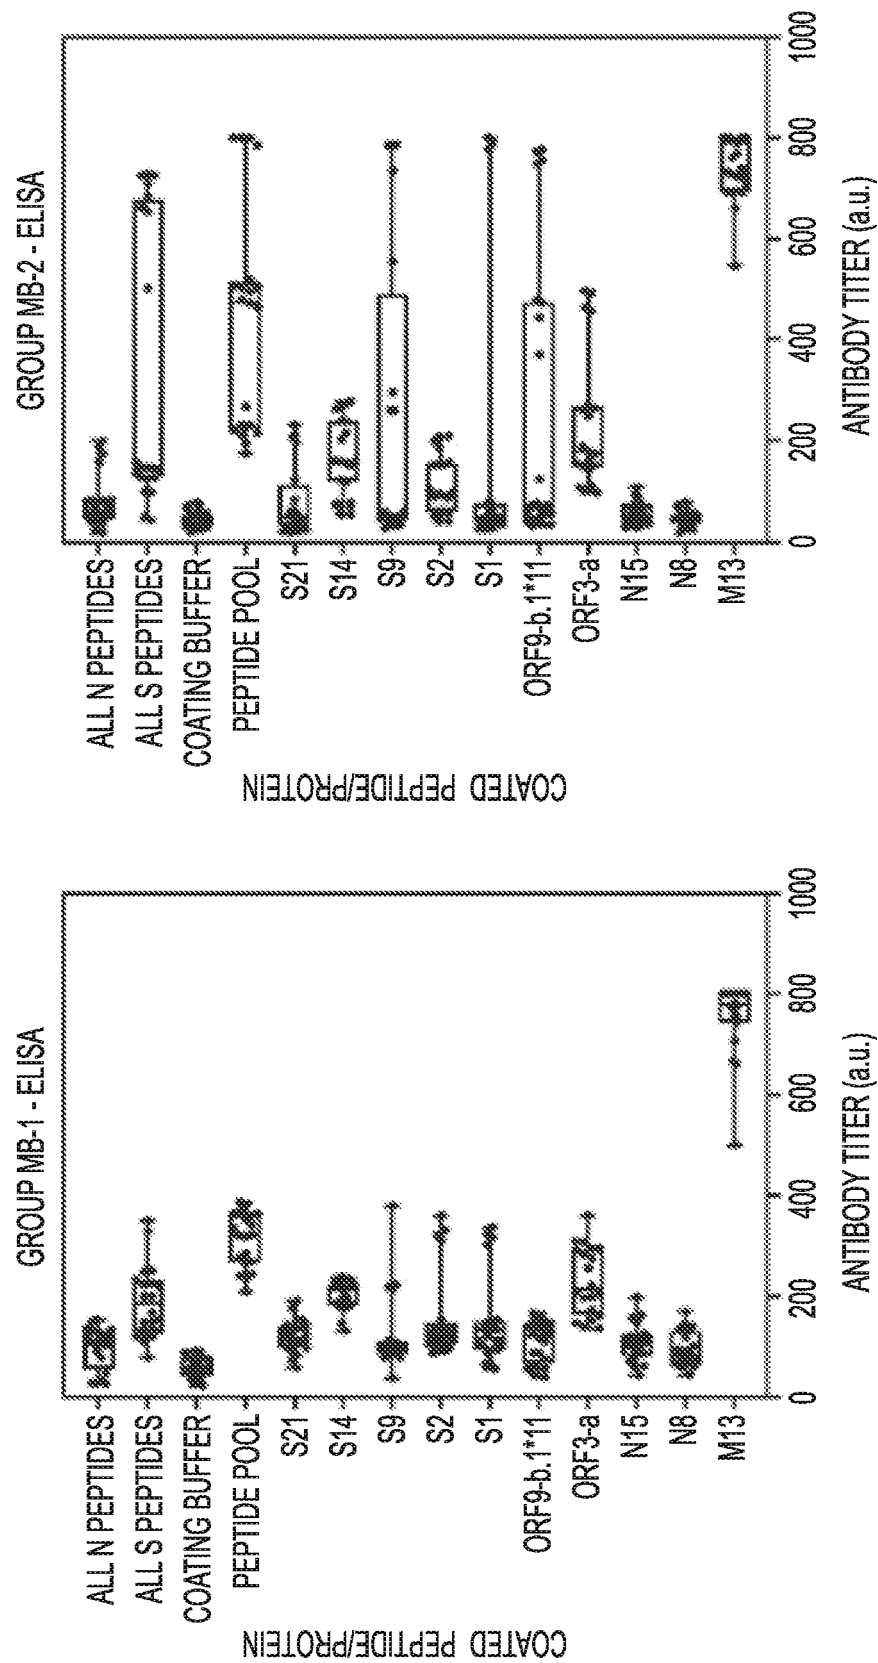 GROUP MB-1 - ELISA
COATED PEPTIDE/PROTEIN
ALL N PEPTIDES
ALL S PEPTIDES
COATING BUFFER
PEPTIDE POOL
S21
S14
S9
S2
S1
ORF9-b.1*11
ORF3-a
N15
N8
M13
0 200 400 600 800 1000
ANTIBODY TITER (a.u.)
GROUP MB-2 - ELISA
COATED PEPTIDE/PROTEIN
ALL N PEPTIDES
ALL S PEPTIDES
COATING BUFFER
PEPTIDE POOL
S21
S14
S9
S2
S1
ORF9-b.1*11
ORF3-a
N15
N8
M13
0 200 400 600 800 1000
ANTIBODY TITER (a.u.)